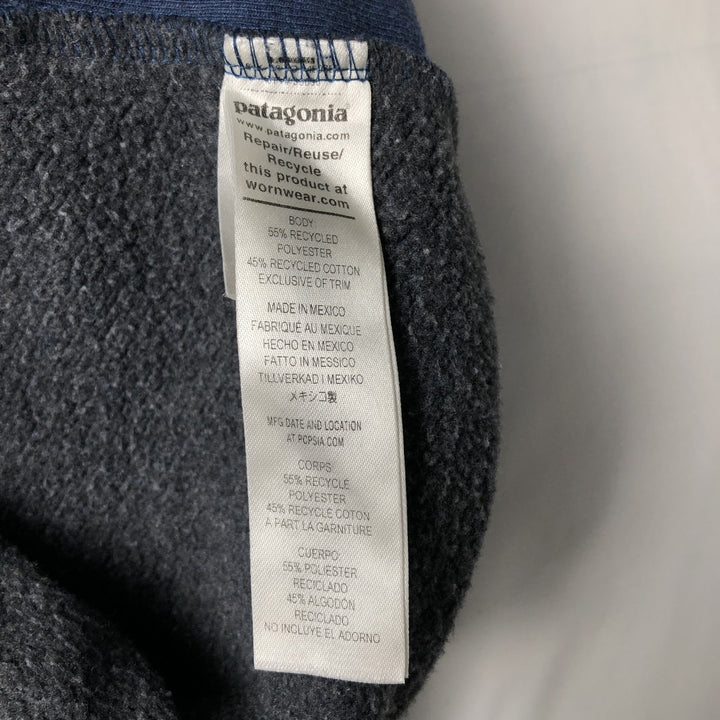 patagonia
www.patagonia.com
Repair/Reuse/
Recycle
this product at
wornwear.com
BODY:
55% RECYCLED
POLYESTER
45% RECYCLED COTTON
EXCLUSIVE OF TRIM
MADE IN MEXICO
FABRIQUÉ AU MEXIQUE
HECHO EN MEXICO
FATTO IN MESSICO
TILLVERKAD I MEXIKO
メキシコ製
MFG DATE AND LOCATION
AT PCPSIA.COM
CORPS:
55% RECYCLÉ
POLYESTER
45% RECYCLÉ COTON
A PART LA GARNITURE
CUERPO:
55% POLIESTER
RECICLADO
45% ALGODÓN
RECICLADO
NO INCLUYE EL ADORNO